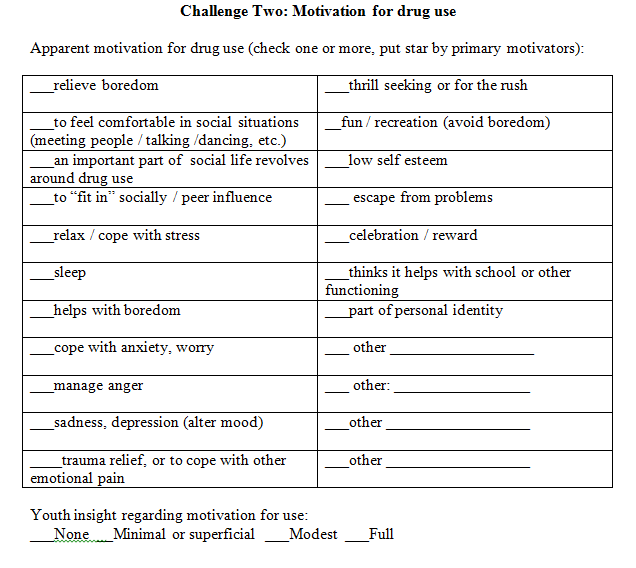 Challenge Two: Motivation for drug use
Apparent motivation for drug use (check one or more, put star by primary motivators):
___relieve boredom
___thrill seeking or for the rush
___to feel comfortable in social situations
(meeting people / talking /dancing, etc.)
__fun / recreation (avoid boredom)
___an important part of  social life revolves
around drug use
___low self esteem
___to “fit in” socially / peer influence
___ escape from problems
___relax / cope with stress
___celebration / reward
___sleep
___thinks it helps with school or other
functioning
___helps with boredom
___part of personal identity
___cope with anxiety, worry
___ other ___________________
___manage anger
___ other: __________________
___sadness, depression (alter mood)
___other ___________________
____trauma relief, or to cope with other
emotional pain
___other ___________________
Youth insight regarding motivation for use:
___None ___Minimal or superficial ___Modest ___Full